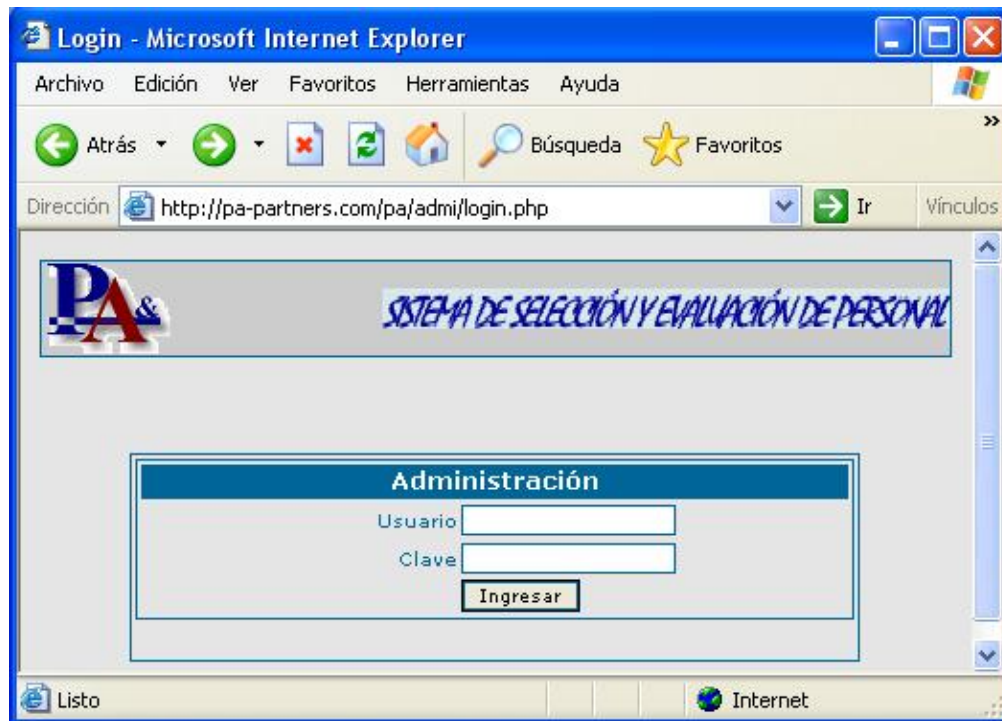 Login - Microsoft Internet Explorer
Archivo Edición Ver Favoritos Herramientas Ayuda
Atrás Búsqueda Favoritos »
Dirección http://pa-partners.com/pa/admi/login.php Ir Vínculos
PA& SISTEMA DE SELECCIÓN Y EVALUACIÓN DE PERSONAL
Administración
Usuario
Clave
Ingresar
Listo Internet